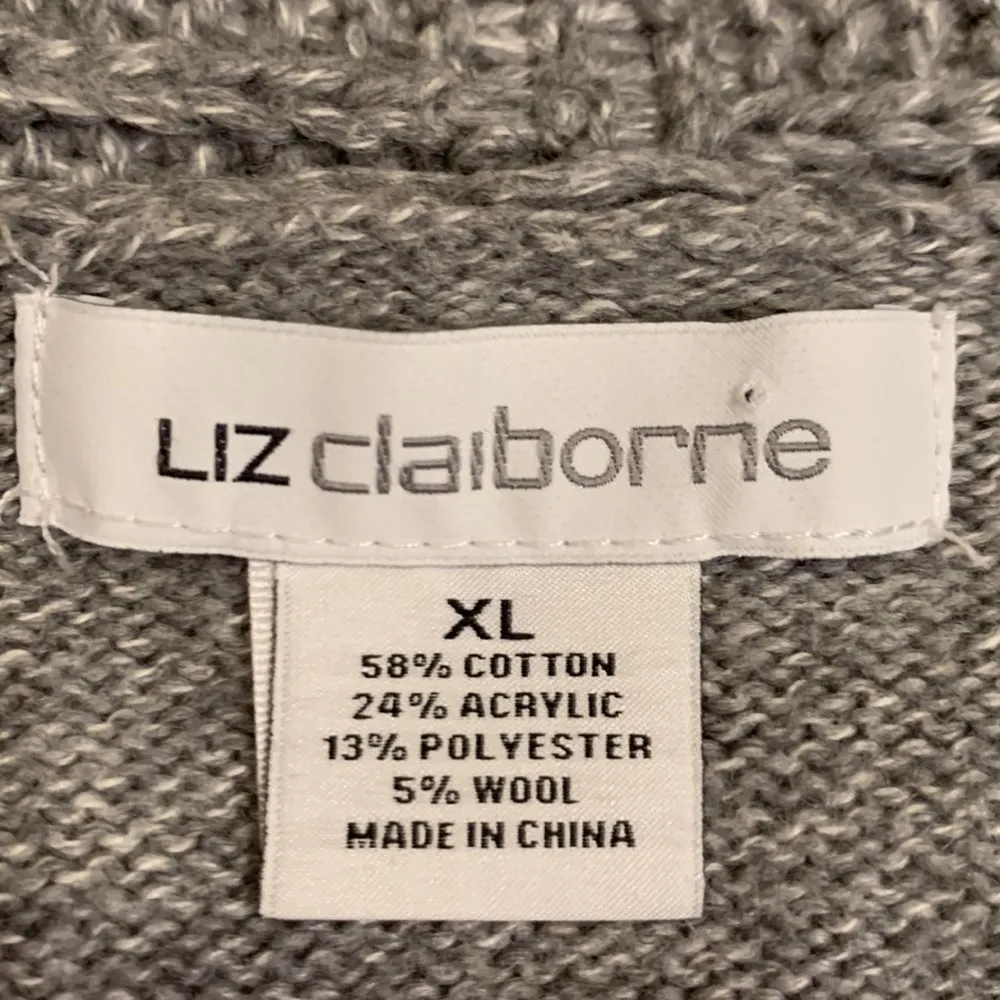 LIZ claiborne
XL
58% COTTON
24% ACRYLIC
13% POLYESTER
5% WOOL
MADE IN CHINA